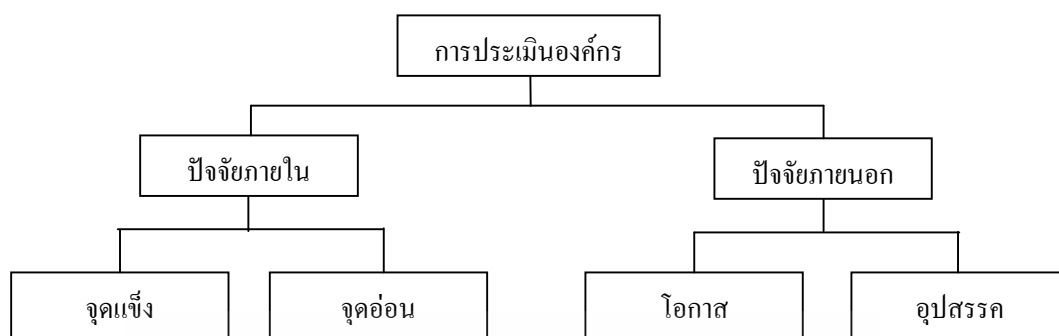 การประเมินองค์กร
ปัจจัยภายใน
ปัจจัยภายนอก
จุดแข็ง
จุดอ่อน
โอกาส
อุปสรรค